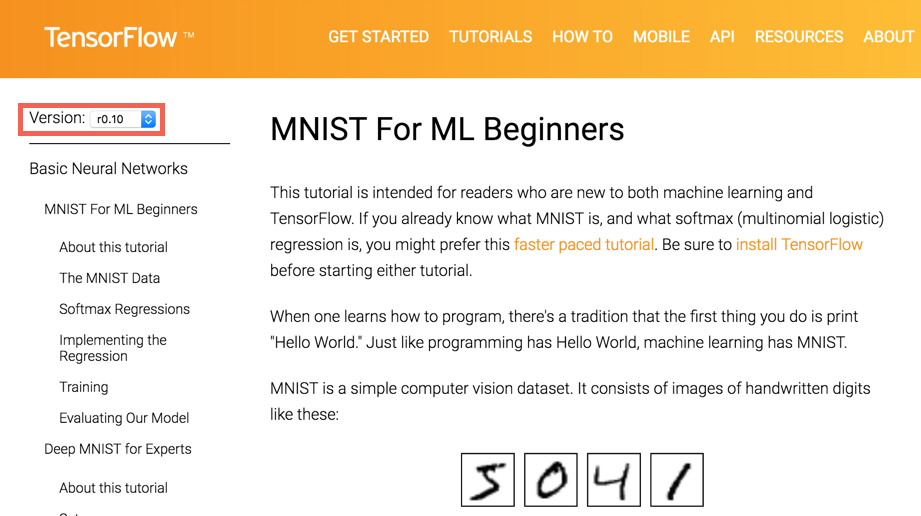 TensorFlow ™
GET STARTED TUTORIALS HOW TO MOBILE API RESOURCES ABOUT
Version: r0.10
Basic Neural Networks
MNIST For ML Beginners
About this tutorial
The MNIST Data
Softmax Regressions
Implementing the
Regression
Training
Evaluating Our Model
Deep MNIST for Experts
About this tutorial
MNIST For ML Beginners
This tutorial is intended for readers who are new to both machine learning and
TensorFlow. If you already know what MNIST is, and what softmax (multinomial logistic)
regression is, you might prefer this faster paced tutorial. Be sure to install TensorFlow
before starting either tutorial.
When one learns how to program, there's a tradition that the first thing you do is print
"Hello World." Just like programming has Hello World, machine learning has MNIST.
MNIST is a simple computer vision dataset. It consists of images of handwritten digits
like these:
5 0 4 1